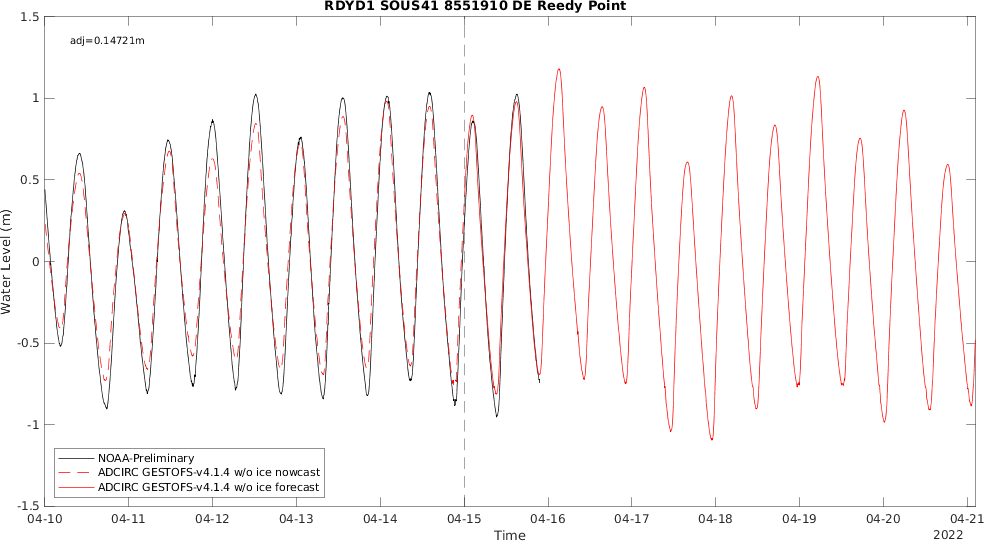 RDYD1 SOUS41 8551910 DE Reedy Point
adj=0.14721m
1.5
1
0.5
0
-0.5
-1
-1.5
Water Level (m)
NOAA-Preliminary
ADCIRC GESTOFS-v4.1.4 w/o ice nowcast
ADCIRC GESTOFS-v4.1.4 w/o ice forecast
04-10 04-11 04-12 04-13 04-14 04-15 04-16 04-17 04-18 04-19 04-20 04-21
Time
2022